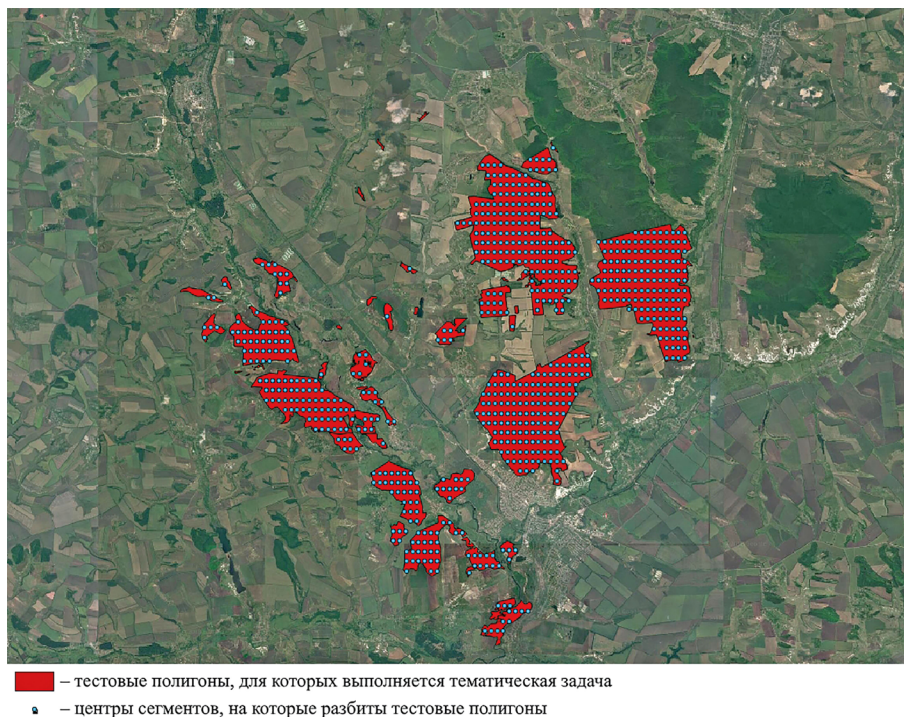 – тестовые полигоны, для которых выполняется тематическая задача
– центры сегментов, на которые разбиты тестовые полигоны